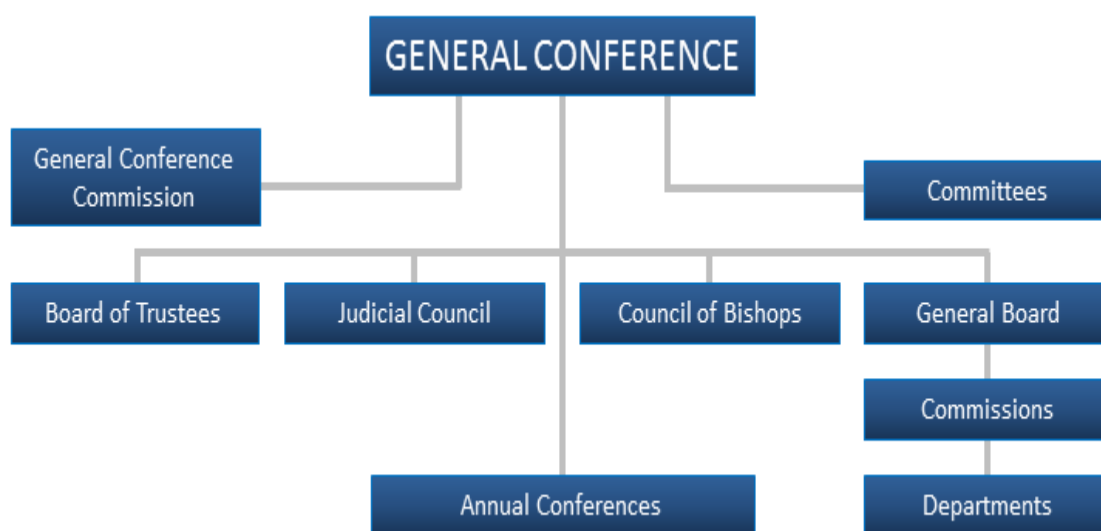 GENERAL CONFERENCE
General Conference
Commission
Committees
Board of Trustees
Judicial Council
Council of Bishops
General Board
Commissions
Annual Conferences
Departments